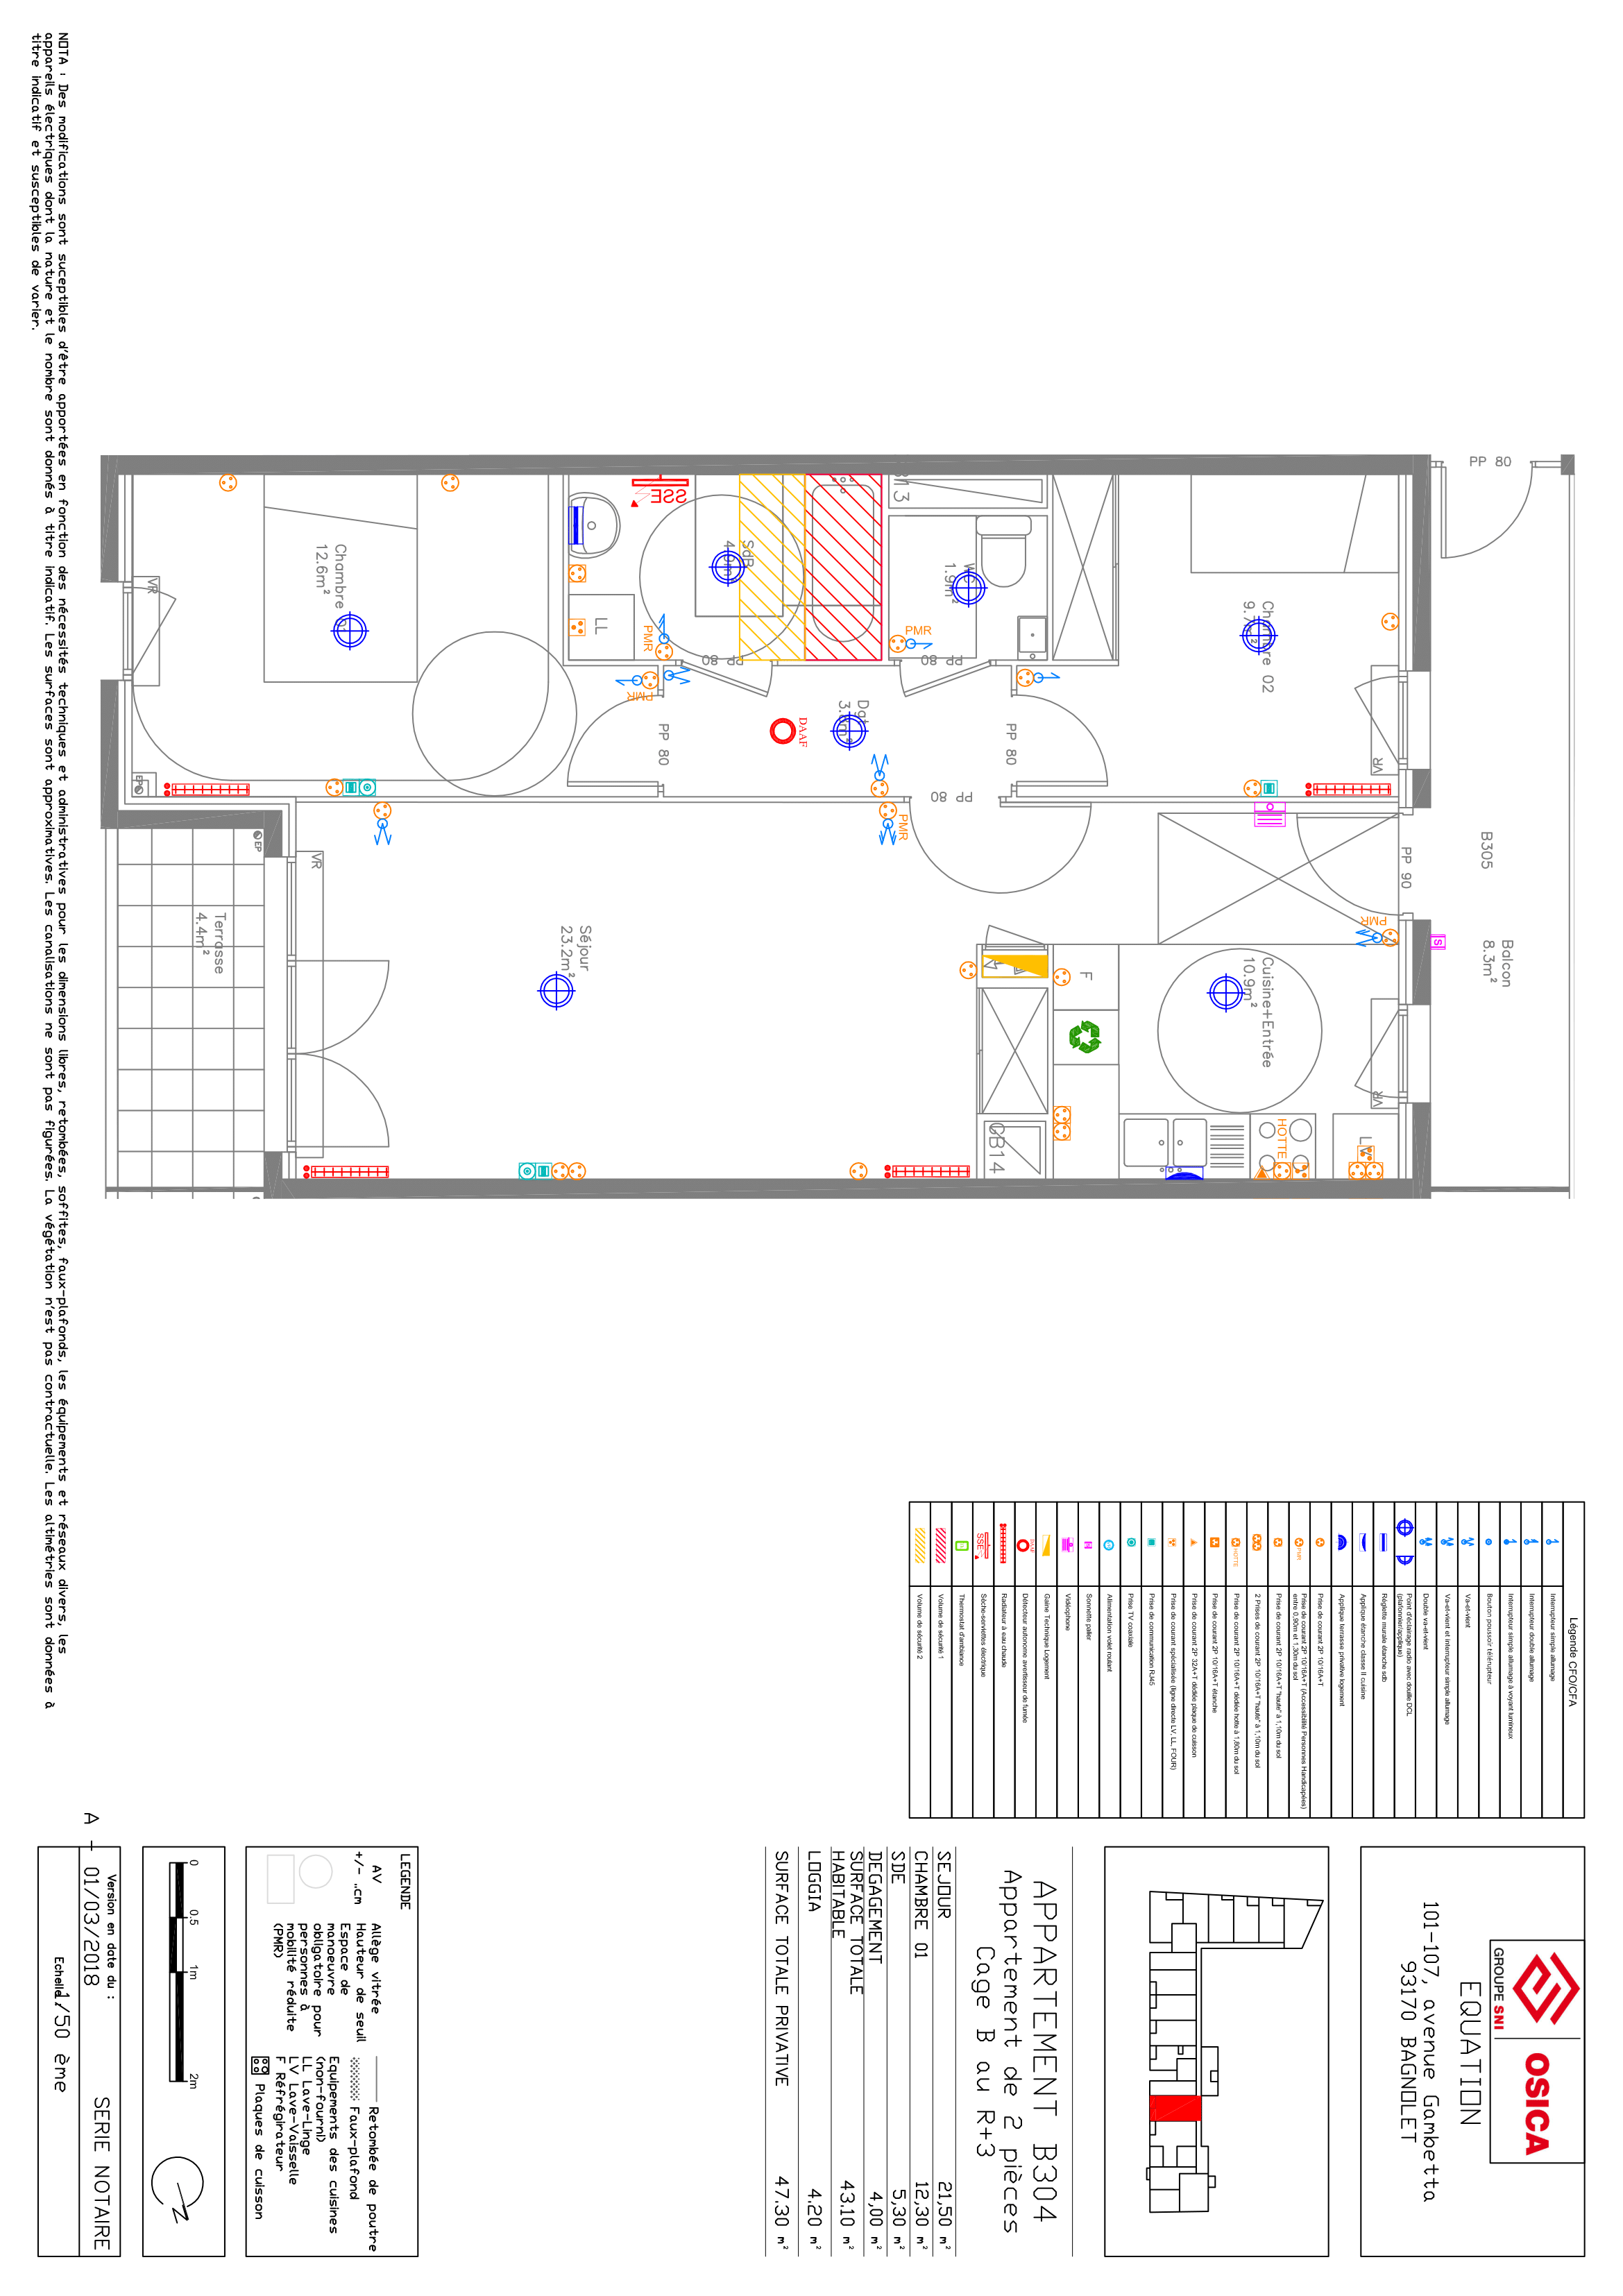 GROUPE SNI
OSICA
EQUATION
101-107, avenue Gambetta
93170 BAGNOLET
APPARTEMENT B304
Appartement de 2 pièces
Cage B au R+3
SEJOUR 21,50 m²
CHAMBRE 01 12,30 m²
SDE 5,30 m²
DEGAGEMENT 4,00 m²
SURFACE TOTALE
HABITABLE 43.10 m²
LOGGIA 4.20 m²
SURFACE TOTALE PRIVATIVE 47.30 m²
LEGENDE
AV Allège vitrée
+/- ..cm Hauteur de seuil
Espace de
manoeuvre
obligatoire pour
personnes à
mobilité réduite
(PMR)
Retombée de poutre
Faux-plafond
Equipements des cuisines
(non-fourni)
LL Lave-Linge
LV Lave-Vaisselle
F Réfrigérateur
Plaques de cuisson
0 0.5 1m 2m
N
A -
Version en date du :
01/03/2018
SERIE NOTAIRE
Echelle 1/50 ème
Légende CFO/CFA
Interrupteur simple allumage
Interrupteur double allumage
Interrupteur simple allumage à voyant lumineux
Bouton poussoir télérupteur
Va-et-vient
Va-et-vient et interrupteur simple allumage
Double va-et-vient
Point d'éclairage radio avec douille DCL
(plafonnier/applique)
Réglette murale étanche sdb
Applique étanche classe II cuisine
Applique terrasse privative logement
Prise de courant 2P 10/16A+T
PMR Prise de courant 2P 10/16A+T (Accessibilité Personnes Handicapées)
entre 0,90m et 1,30m du sol
Prise de courant 2P 10/16A+T "haute" à 1,10m du sol
2 Prises de courant 2P 10/16A+T "haute" à 1,10m du sol
HOTTE Prise de courant 2P 10/16A+T dédiée hotte à 1,80m du sol
Prise de courant 2P 10/16A+T étanche
Prise de courant 2P 32A+T dédiée plaque de cuisson
Prise de courant spécialisée (ligne directe LV, LL, FOUR)
Prise de communication RJ45
Prise TV coaxiale
Alimentation volet roulant
Sonnette palier
Vidéophone
Gaine Technique Logement
DAAF Détecteur autonome avertisseur de fumée
Radiateur à eau chaude
SSE Sèche-serviettes électrique
Thermostat d'ambiance
Volume de sécurité 1
Volume de sécurité 2
PP 80
B305
Balcon
8.3m²
PP 90
PMR
S
VR
VR
Cuisine+Entrée
10.9m²
HOTTE
F
CB14
PP 80
PP 80
PP 80
PP 80
PP 80
PMR
PMR
PMR
PMR
DAAF
SSE
LL
Chambre
12.6m²
VR
EP
EP
VR
Séjour
23.2m²
Terrasse
4.4m²
NOTA : Des modifications sont suceptibles d'être apportées en fonction des nécessités techniques et administratives pour les dimensions libres, retombées, soffites, faux-plafonds, les équipements et réseaux divers, les
appareils électriques dont la nature et le nombre sont donnés à titre indicatif. Les surfaces sont approximatives. Les canalisations ne sont pas figurées. La végétation n'est pas contractuelle. Les altimétries sont données à
titre indicatif et susceptibles de varier.